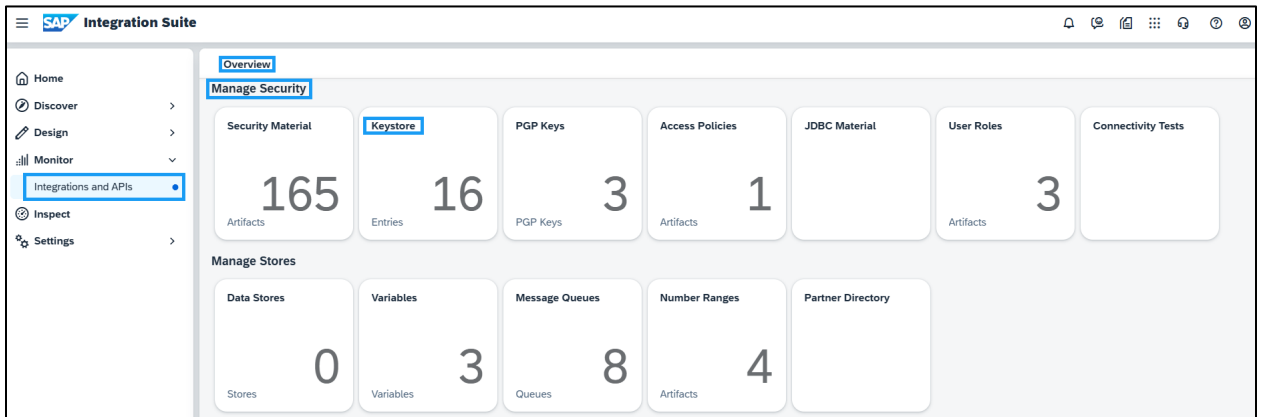 SAP Integration Suite
Home
Discover
Design
Monitor
Integrations and APIs
Inspect
Settings
Overview
Manage Security
Security Material
165
Artifacts
Keystore
16
Entries
PGP Keys
3
PGP Keys
Access Policies
1
Artifacts
JDBC Material
User Roles
3
Artifacts
Connectivity Tests
Manage Stores
Data Stores
0
Stores
Variables
3
Variables
Message Queues
8
Queues
Number Ranges
4
Artifacts
Partner Directory